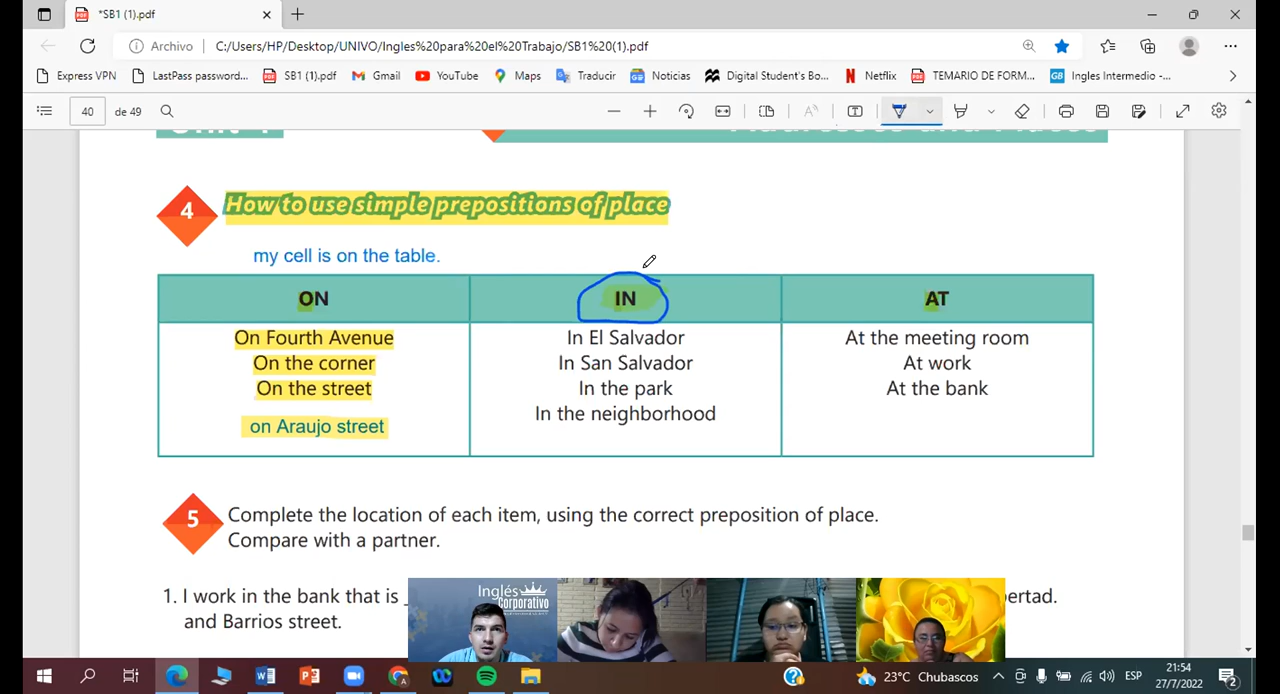 *SB1 (1).pdf
Archivo
C:/Users/HP/Desktop/UNIVO/Ingles%20para%20el%20Trabajo/SB1%20(1).pdf
Express VPN
LastPass password...
SB1 (1).pdf
Gmail
YouTube
Maps
Traducir
Noticias
Digital Student's Bo...
Netflix
TEMARIO DE FORM...
Ingles Intermedio -...
40 de 49
4 How to use simple prepositions of place
my cell is on the table.
ON IN AT
On Fourth Avenue
On the corner
On the street
on Araujo street
In El Salvador
In San Salvador
In the park
In the neighborhood
At the meeting room
At work
At the bank
5 Complete the location of each item, using the correct preposition of place.
Compare with a partner.
1. I work in the bank that is
and Barrios street.
Inglés
Corporativo
23°C Chubascos
ESP
21:54
27/7/2022
2